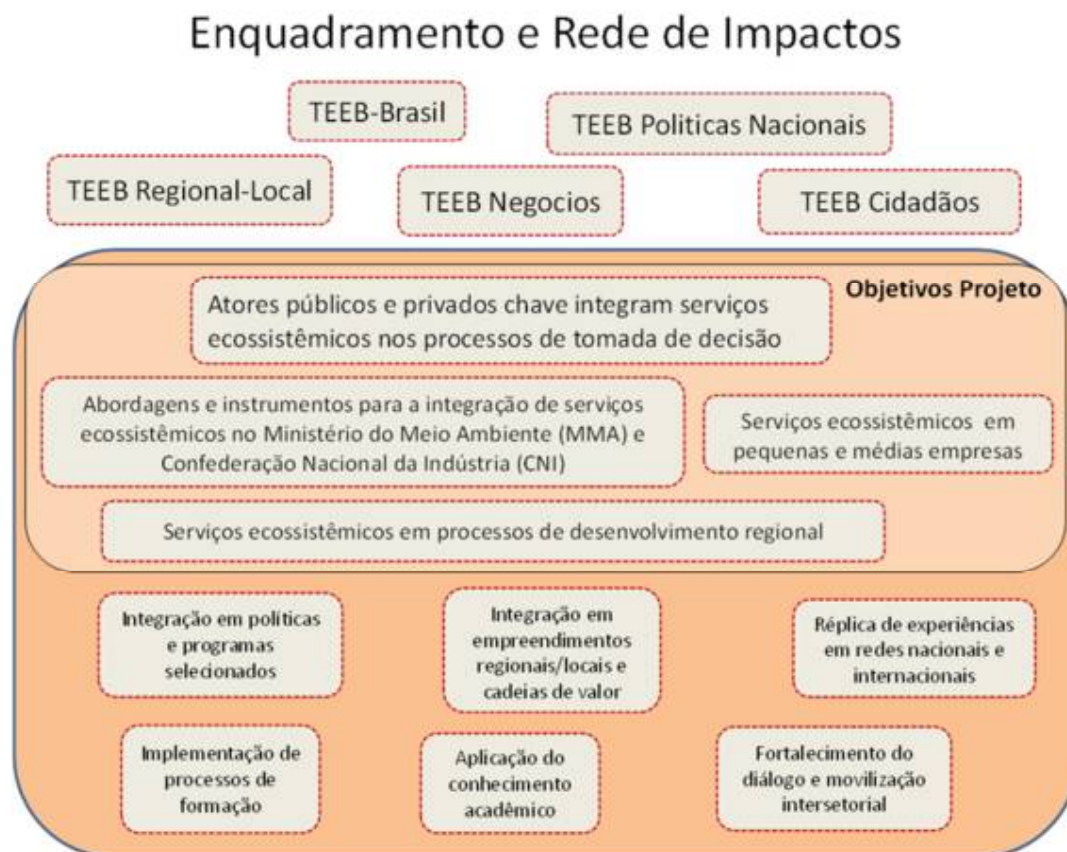 Enquadramento e Rede de Impactos
TEEB-Brasil
TEEB Politicas Nacionais
TEEB Regional-Local
TEEB Negocios
TEEB Cidadãos
Objetivos Projeto
Atores públicos e privados chave integram serviços
ecossistêmicos nos processos de tomada de decisão
Abordagens e instrumentos para a integração de serviços
ecossistêmicos no Ministério do Meio Ambiente (MMA) e
Confederação Nacional da Indústria (CNI)
Serviços ecossistêmicos em
pequenas e médias empresas
Serviços ecossistêmicos em processos de desenvolvimento regional
Integração em políticas
e programas
selecionados
Integração em
empreendimentos
regionais/locais e
cadeias de valor
Réplica de experiências
em redes nacionais e
internacionais
Implementação de
processos de
formação
Aplicação do
conhecimento
acadêmico
Fortalecimento do
diálogo e movilização
intersetorial